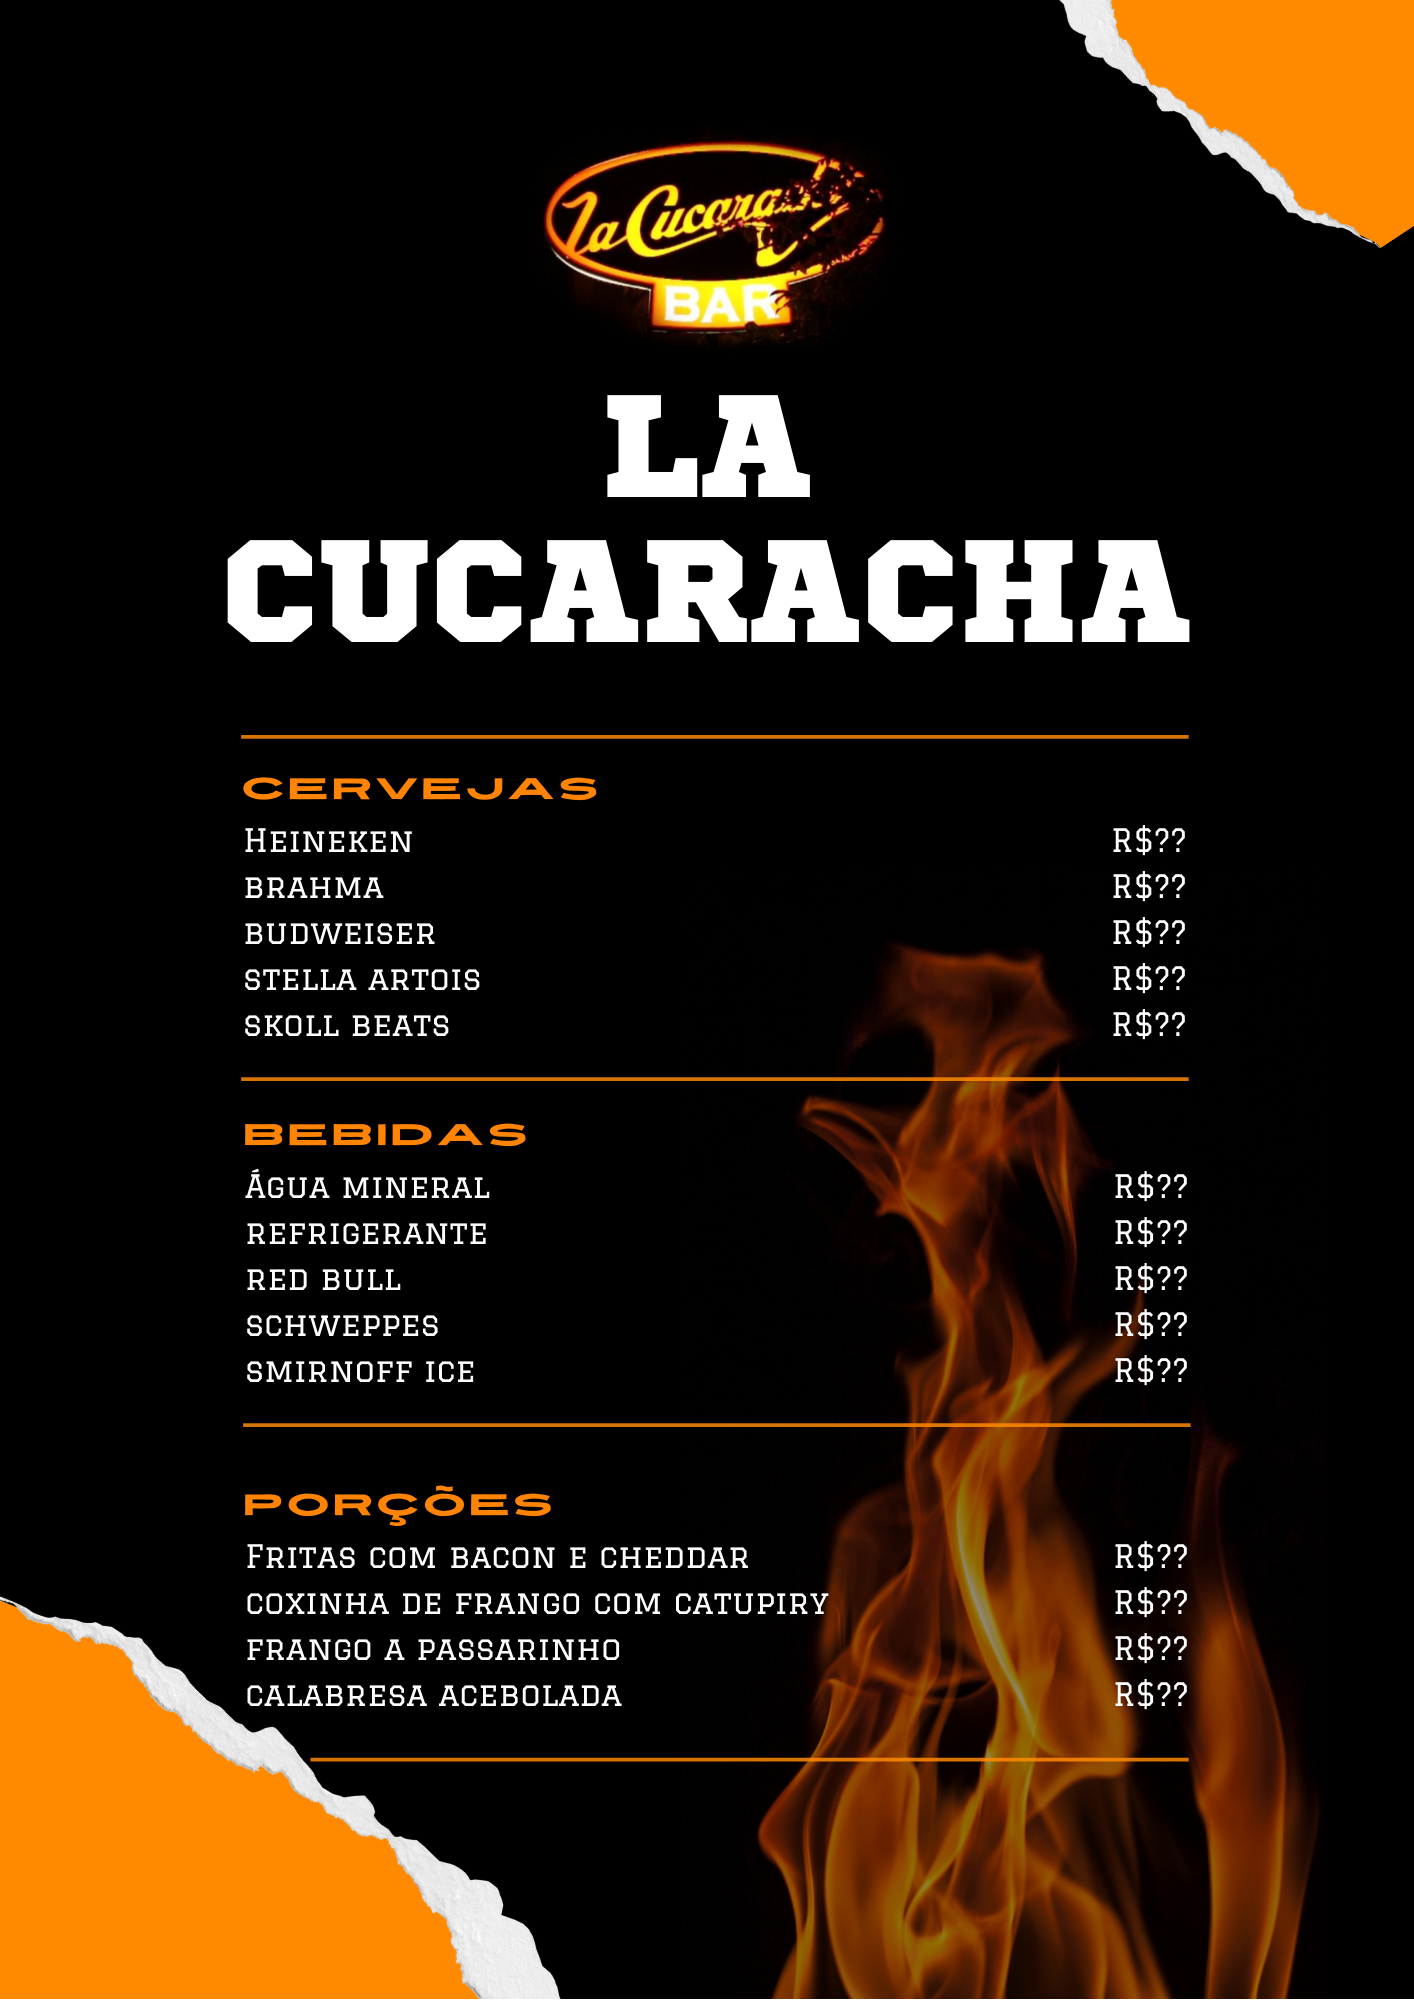 La
BAR
LA
CUCARACHA
CERVEJAS
Heineken R$??
brahma R$??
budweiser R$??
stella artois R$??
skoll beats R$??
BEBIDAS
Água mineral R$??
refrigerante R$??
red bull R$??
schweppes R$??
smirnoff ice R$??
PORÇÕES
Fritas com bacon e cheddar R$??
coxinha de frango com catupiry R$??
frango a passarinho R$??
calabresa acebolada R$??